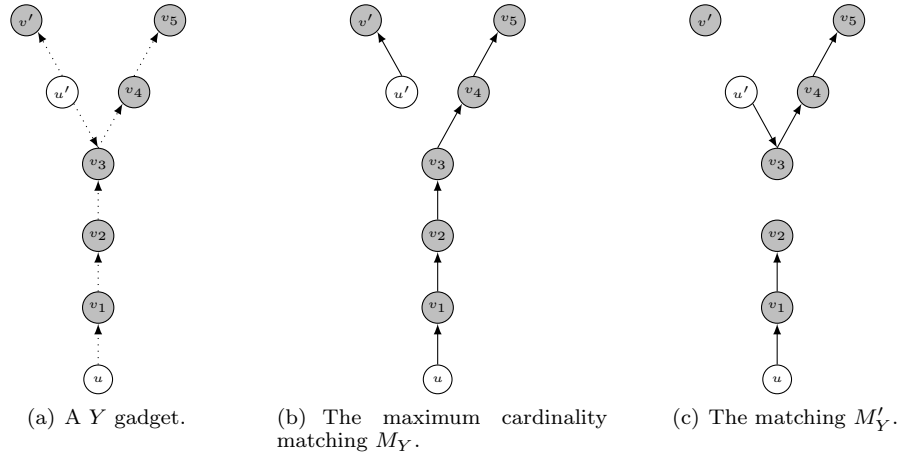 v′ v5 v′ v5 v′ v5
u′ v4 u′ v4 u′ v4
v3 v3 v3
v2 v2 v2
v1 v1 v1
u u u
(a) A Y gadget.
(b) The maximum cardinality
matching M_Y.
(c) The matching M′_Y.